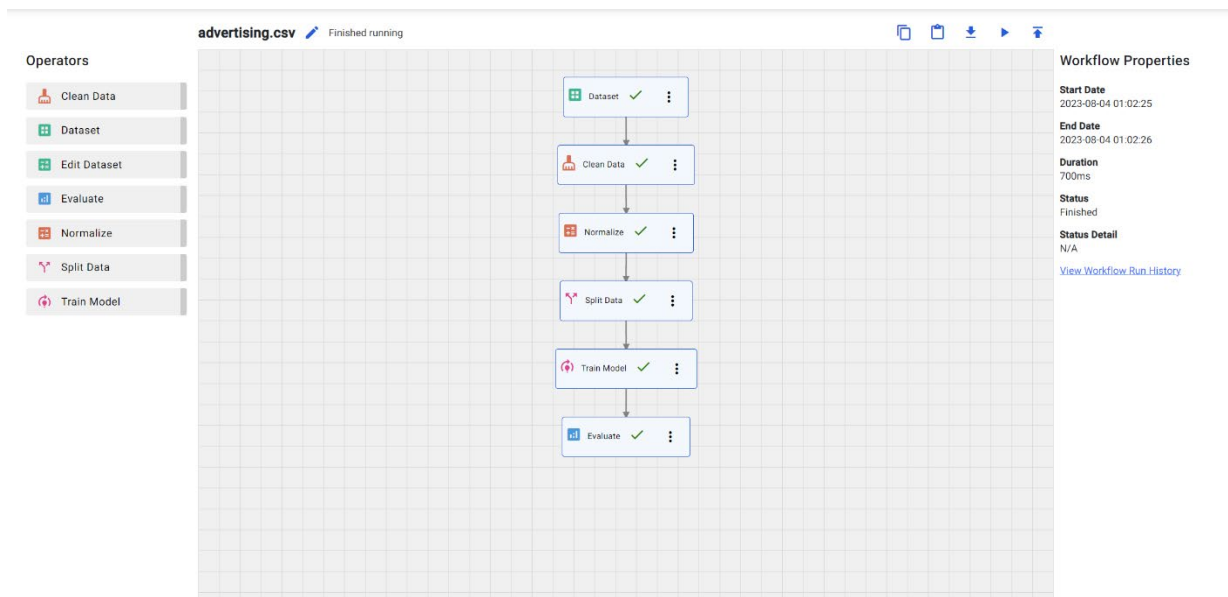 advertising.csv Finished running
Operators
Clean Data
Dataset
Edit Dataset
Evaluate
Normalize
Split Data
Train Model
Dataset
Clean Data
Normalize
Split Data
Train Model
Evaluate
Workflow Properties
Start Date
2023-08-04 01:02:25
End Date
2023-08-04 01:02:26
Duration
700ms
Status
Finished
Status Detail
N/A
View Workflow Run History